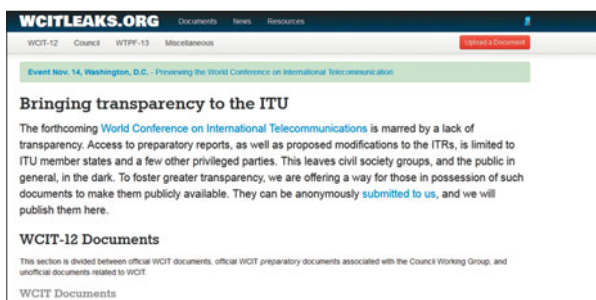 WCITLEAKS.ORG Documents News Resources
WCIT-12 Council WTPF-13 Miscellaneous Upload a Document
Event Nov. 14, Washington, D.C. - Previewing the World Conference on International Telecommunication
Bringing transparency to the ITU
The forthcoming World Conference on International Telecommunications is marred by a lack of
transparency. Access to preparatory reports, as well as proposed modifications to the ITRs, is limited to
ITU member states and a few other privileged parties. This leaves civil society groups, and the public in
general, in the dark. To foster greater transparency, we are offering a way for those in possession of such
documents to make them publicly available. They can be anonymously submitted to us, and we will
publish them here.
WCIT-12 Documents
This section is divided between official WCIT documents, official WCIT preparatory documents associated with the Council Working Group, and
unofficial documents related to WCIT.
WCIT Documents